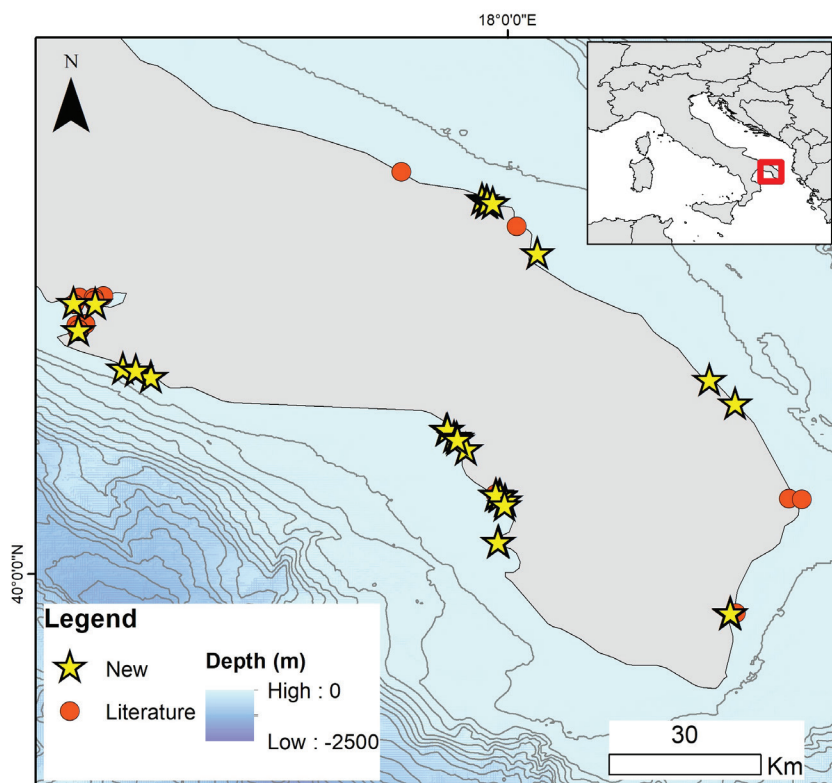 18°0'0"E
N
40°0'0"N
Legend
New
Literature
Depth (m)
High : 0
Low : -2500
30
Km